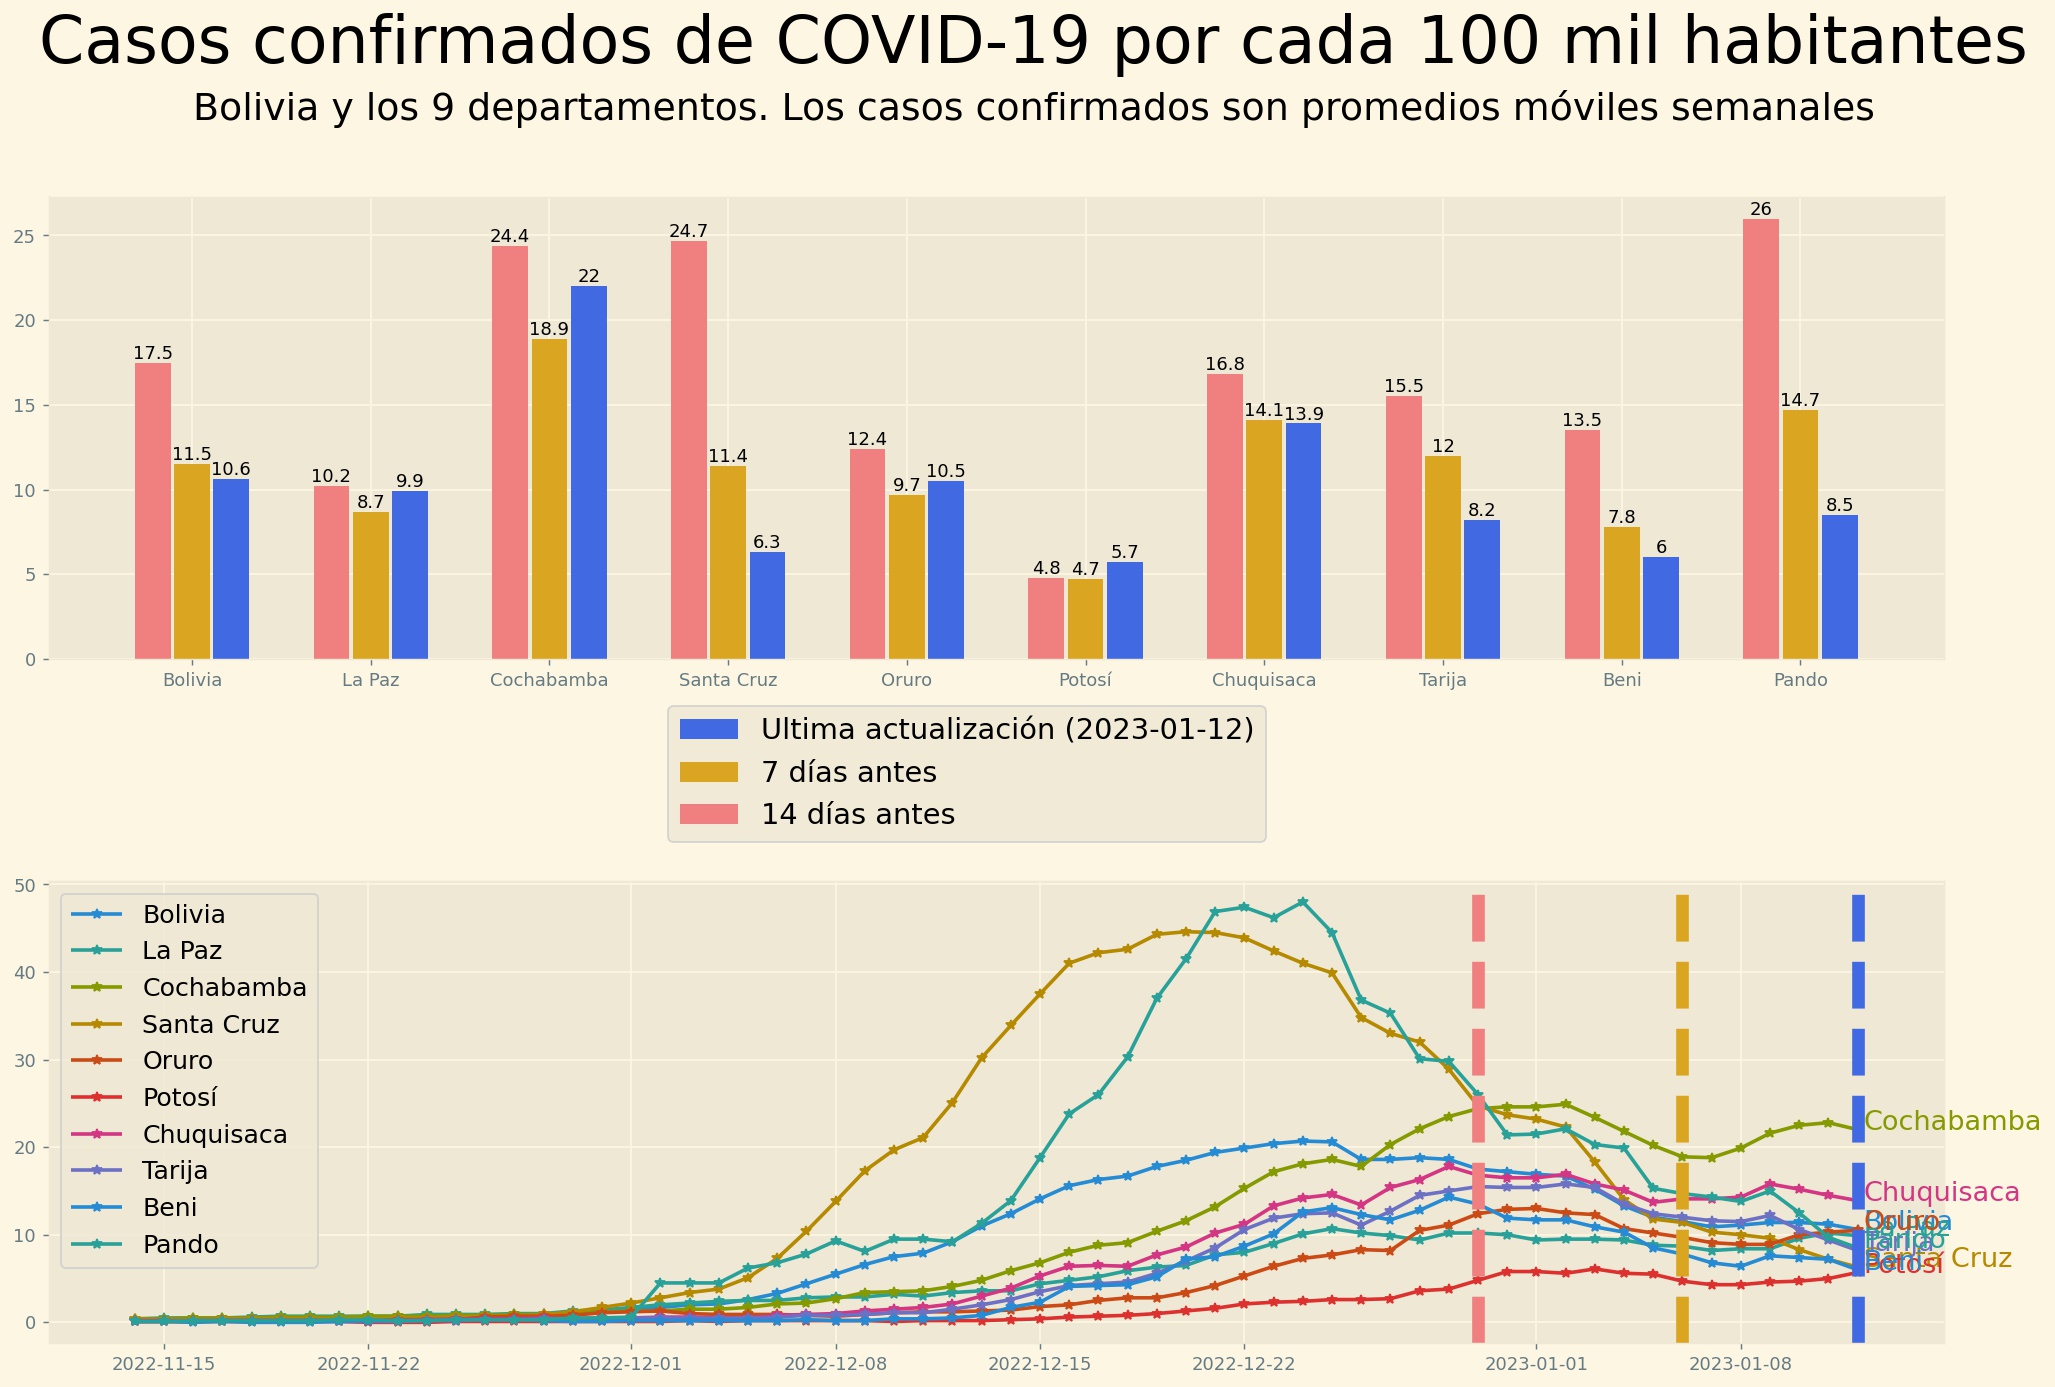 Casos confirmados de COVID-19 por cada 100 mil habitantes
Bolivia y los 9 departamentos. Los casos confirmados son promedios móviles semanales
25
20
15
10
5
0
17.5 11.5 10.6
10.2 8.7 9.9
24.4 18.9 22
24.7 11.4 6.3
12.4 9.7 10.5
4.8 4.7 5.7
16.8 14.1 13.9
15.5 12 8.2
13.5 7.8 6
26 14.7 8.5
Bolivia La Paz Cochabamba Santa Cruz Oruro Potosí Chuquisaca Tarija Beni Pando
Ultima actualización (2023-01-12)
7 días antes
14 días antes
50
40
30
20
10
0
Bolivia
La Paz
Cochabamba
Santa Cruz
Oruro
Potosí
Chuquisaca
Tarija
Beni
Pando
Cochabamba
Chuquisaca
Bolivia
Oruro
Tarija
Santa Cruz
Potosí
2022-11-15 2022-11-22 2022-12-01 2022-12-08 2022-12-15 2022-12-22 2023-01-01 2023-01-08